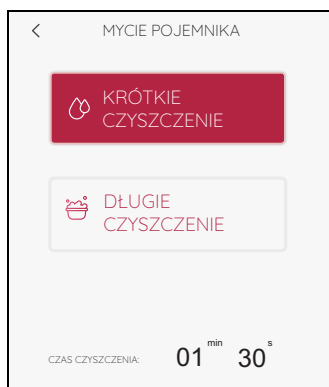 MYCIE POJEMNIKA
KRÓTKIE
CZYSZCZENIE
DŁUGIE
CZYSZCZENIE
CZAS CZYSZCZENIA: 01 min 30 s